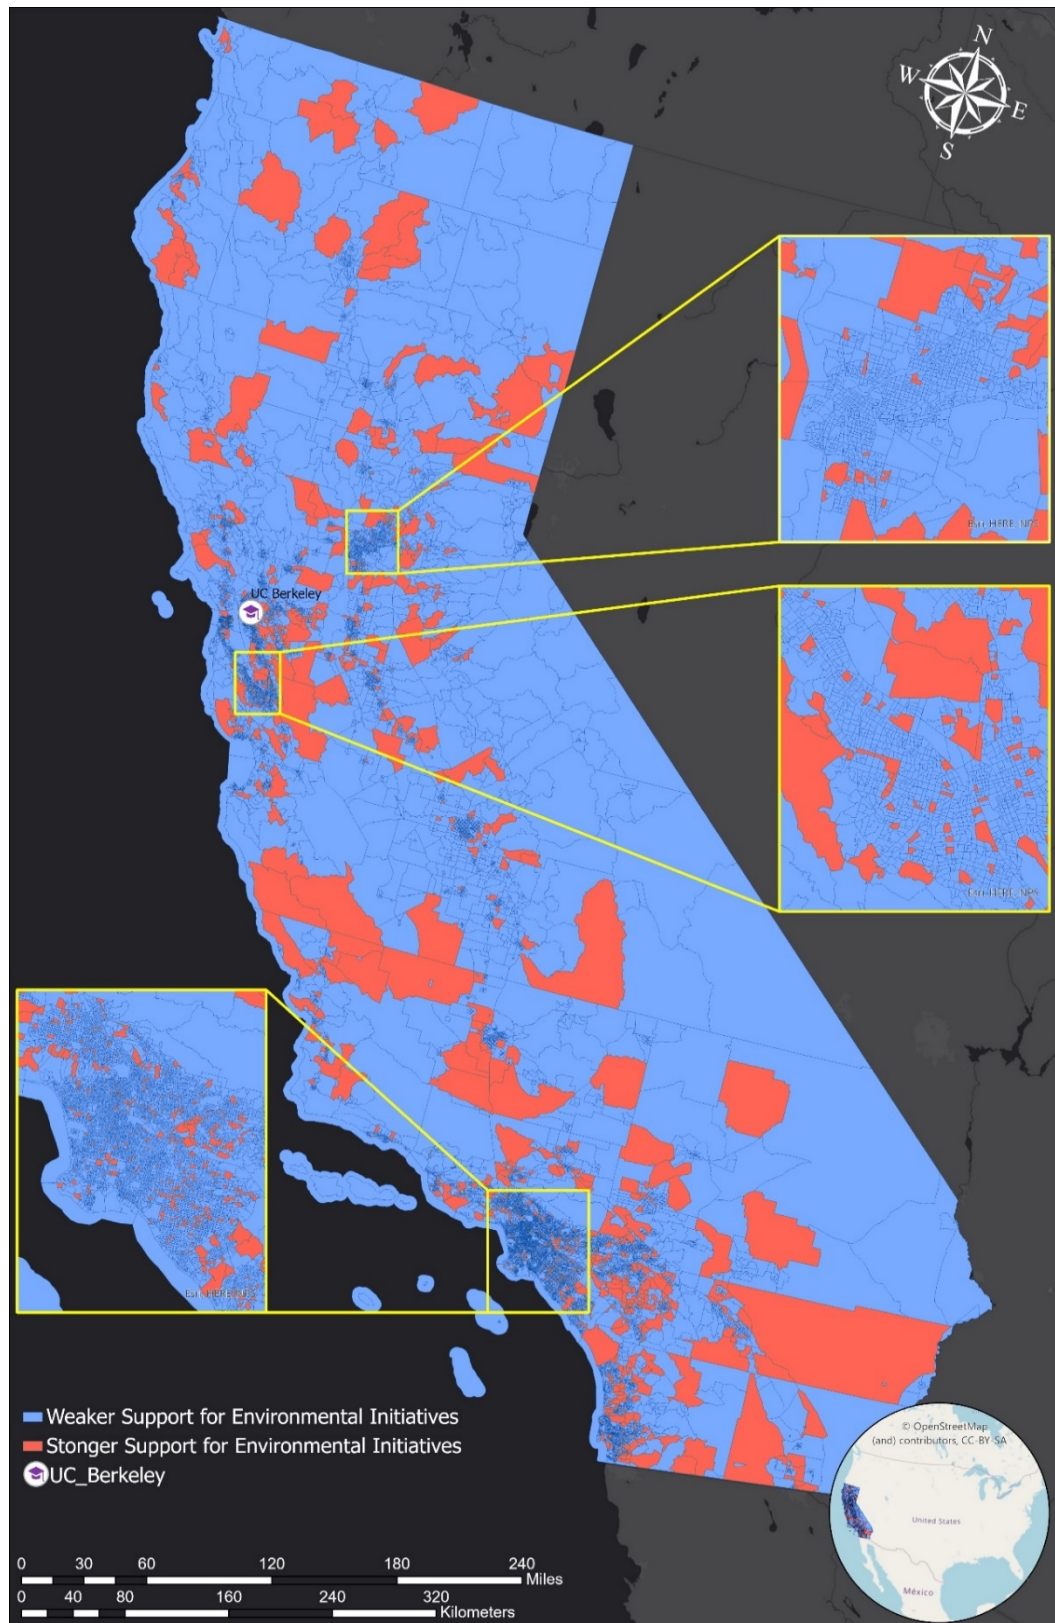 N
W
E
S
Esri, HERE, NPS
UC Berkeley
Esri, HERE, NPS
Esri, HERE, NPS
Weaker Support for Environmental Initiatives
Stonger Support for Environmental Initiatives
UC_Berkeley
© OpenStreetMap
(and) contributors, CC-BY-SA
United States
México
0 30 60 120 180 240
Miles
0 40 80 160 240 320
Kilometers